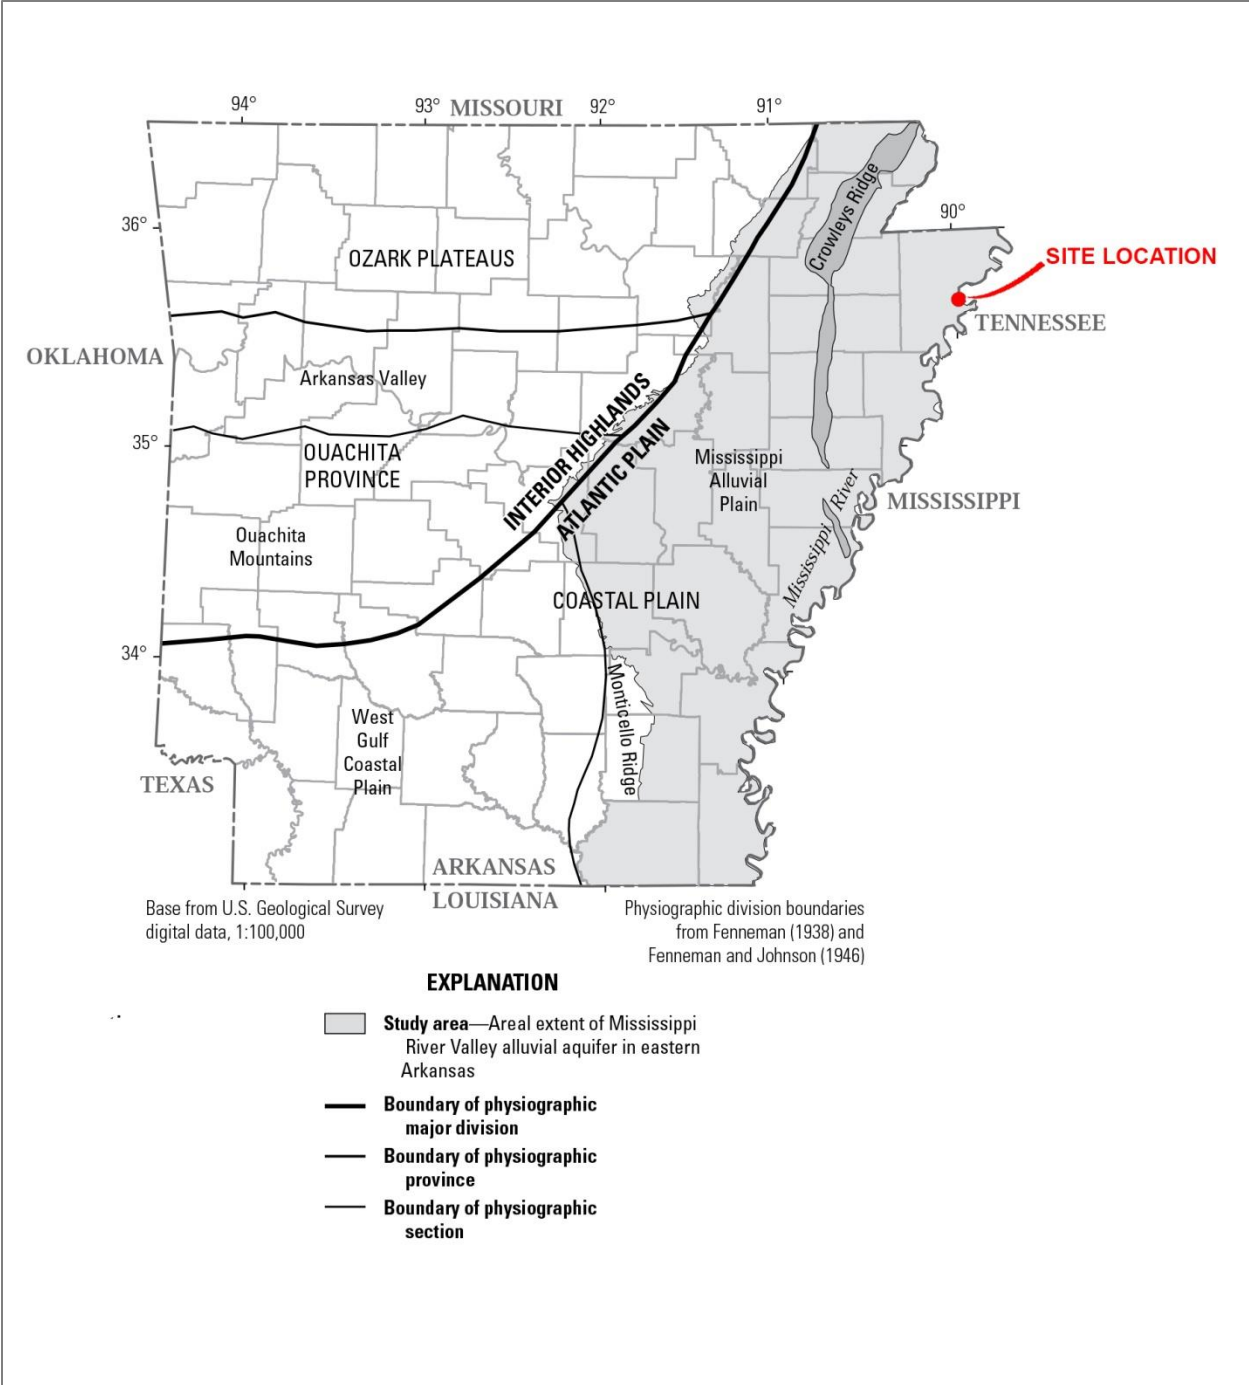 94°
93°
MISSOURI
92°
91°
36°
90°
Crowleys Ridge
OZARK PLATEAUS
SITE LOCATION
TENNESSEE
OKLAHOMA
Arkansas Valley
INTERIOR HIGHLANDS
ATLANTIC PLAIN
35°
OUACHITA
PROVINCE
Mississippi
Alluvial
Plain
Mississippi River
MISSISSIPPI
Ouachita
Mountains
COASTAL PLAIN
34°
Monticello Ridge
West
Gulf
Coastal
Plain
TEXAS
ARKANSAS
LOUISIANA
Base from U.S. Geological Survey
digital data, 1:100,000
Physiographic division boundaries
from Fenneman (1938) and
Fenneman and Johnson (1946)
EXPLANATION
Study area—Areal extent of Mississippi
River Valley alluvial aquifer in eastern
Arkansas
Boundary of physiographic
major division
Boundary of physiographic
province
Boundary of physiographic
section